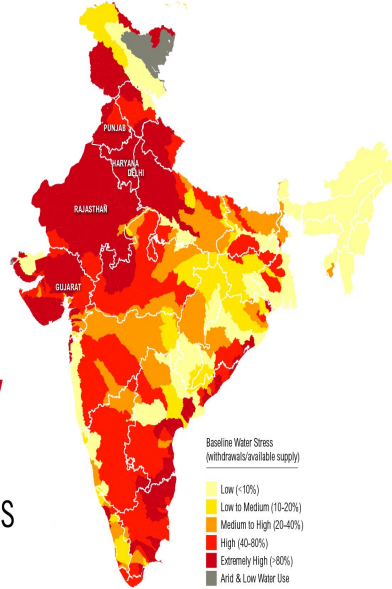 PUNJAB
HARYANA
DELHI
RAJASTHAN
GUJARAT
S
Baseline Water Stress
(withdrawals/available supply)
Low (<10%)
Low to Medium (10-20%)
Medium to High (20-40%)
High (40-80%)
Extremely High (>80%)
Arid & Low Water Use